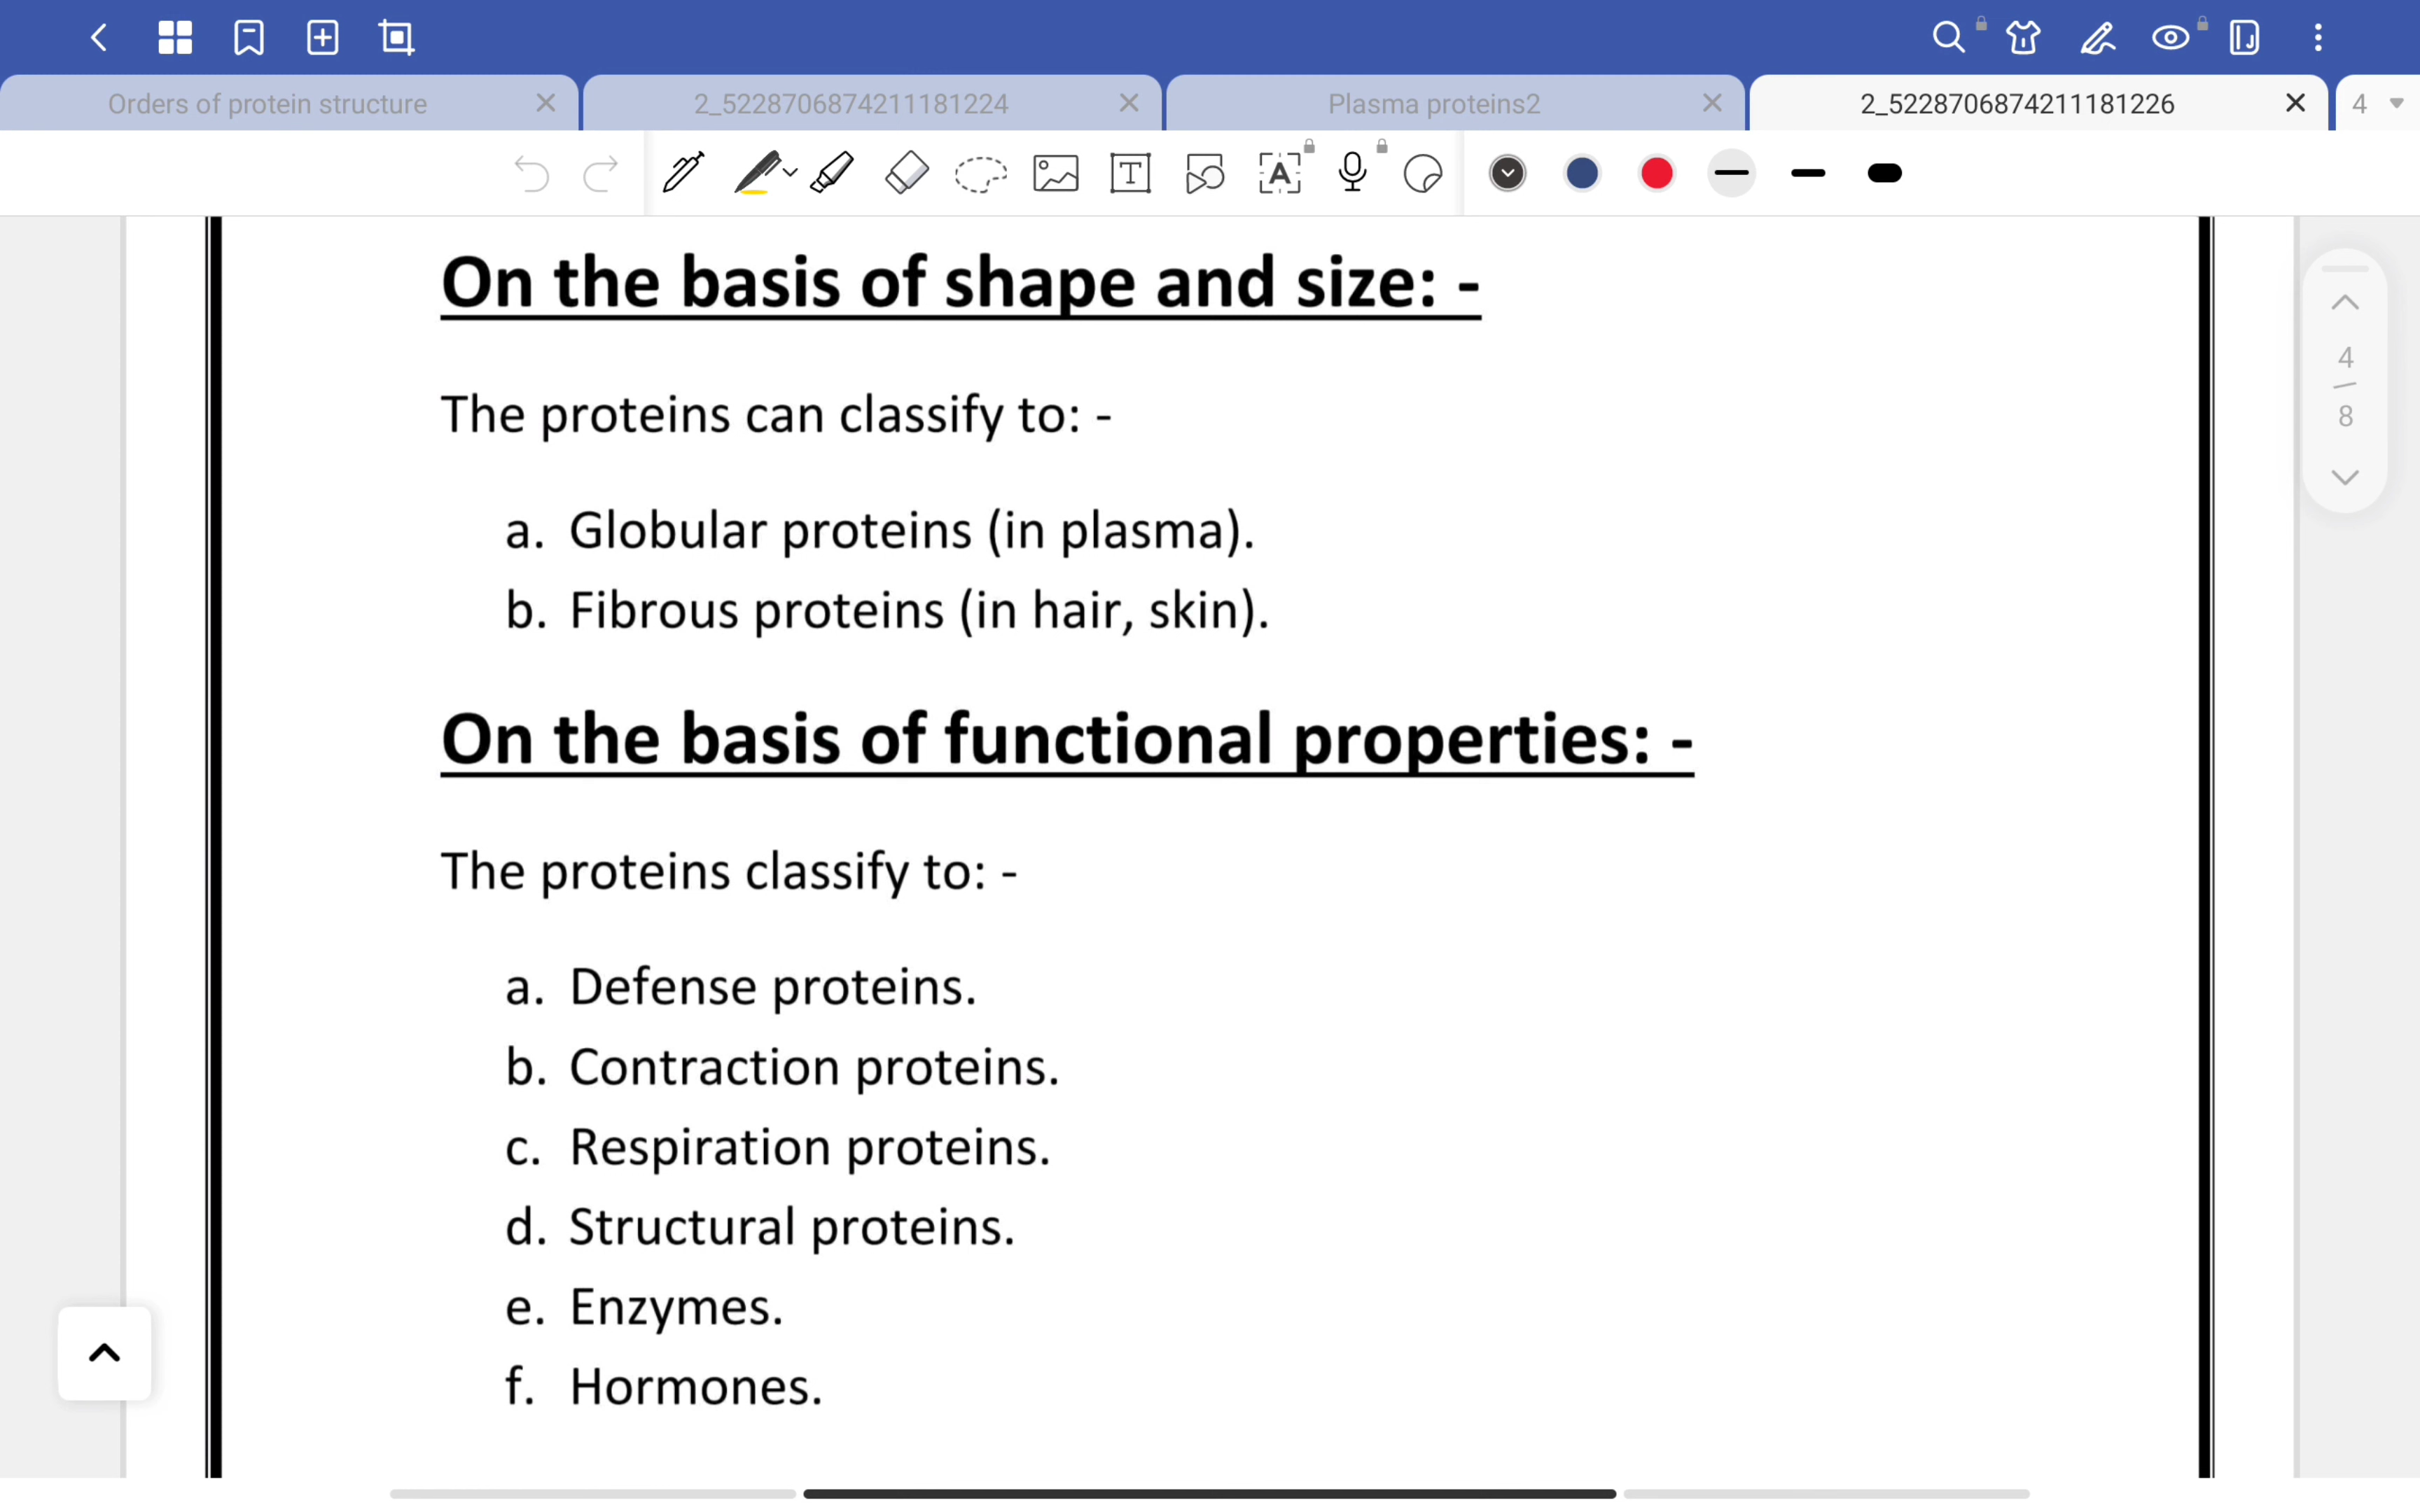 Orders of protein structure
2_5228706874211181224
Plasma proteins2
2_5228706874211181226
4
T
A
On the basis of shape and size: -
4
8
The proteins can classify to: -
a. Globular proteins (in plasma).
b. Fibrous proteins (in hair, skin).
On the basis of functional properties: -
The proteins classify to: -
a. Defense proteins.
b. Contraction proteins.
c. Respiration proteins.
d. Structural proteins.
e. Enzymes.
f. Hormones.